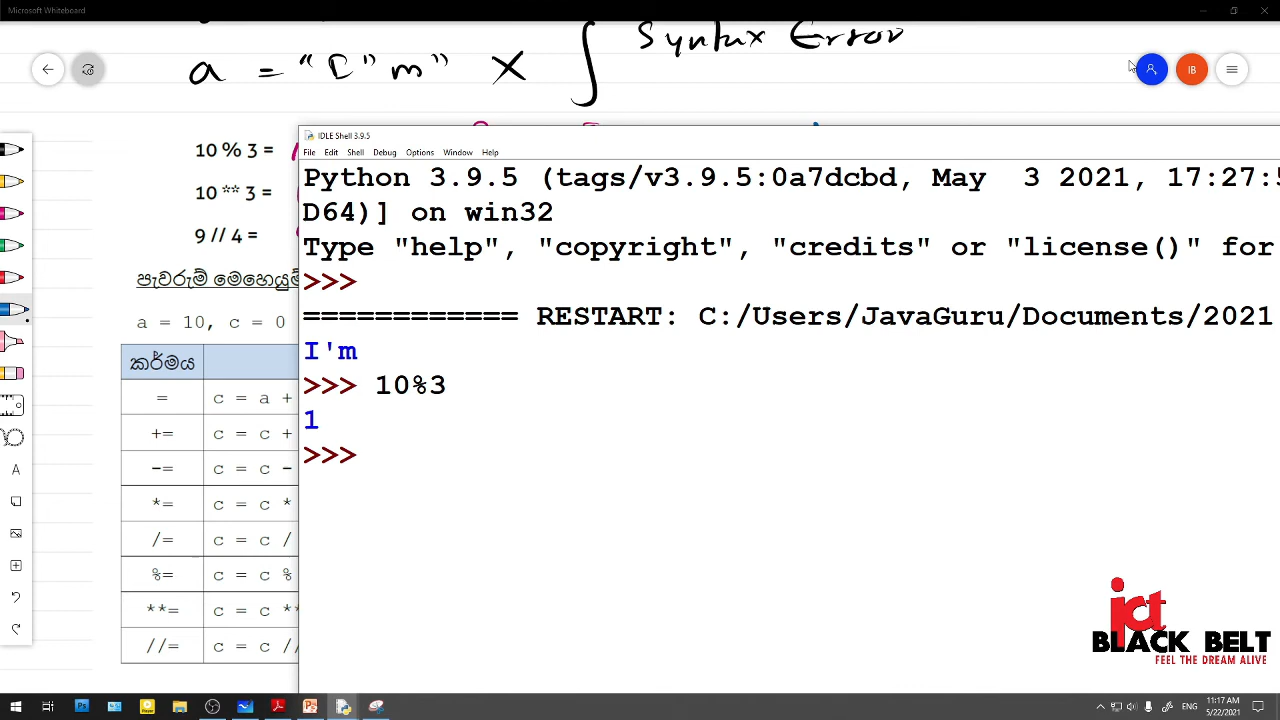 Microsoft Whiteboard
Syntax Error
a = "I"m" X
IB
10 % 3 =
10 ** 3 =
9 // 4 =
පැවරුම් මෙහෙයුම්
a = 10, c = 0
කර්මය
= c = a +
+= c = c +
-= c = c -
*= c = c *
/= c = c /
%= c = c %
**= c = c **
//= c = c //
IDLE Shell 3.9.5
File Edit Shell Debug Options Window Help
Python 3.9.5 (tags/v3.9.5:0a7dcbd, May  3 2021, 17:27:5
D64)] on win32
Type "help", "copyright", "credits" or "license()" for
>>>
============ RESTART: C:/Users/JavaGuru/Documents/2021
I'm
>>> 10%3
1
>>>
ict
BLACK BELT
FEEL THE DREAM ALIVE
ENG
11:17 AM
5/22/2021